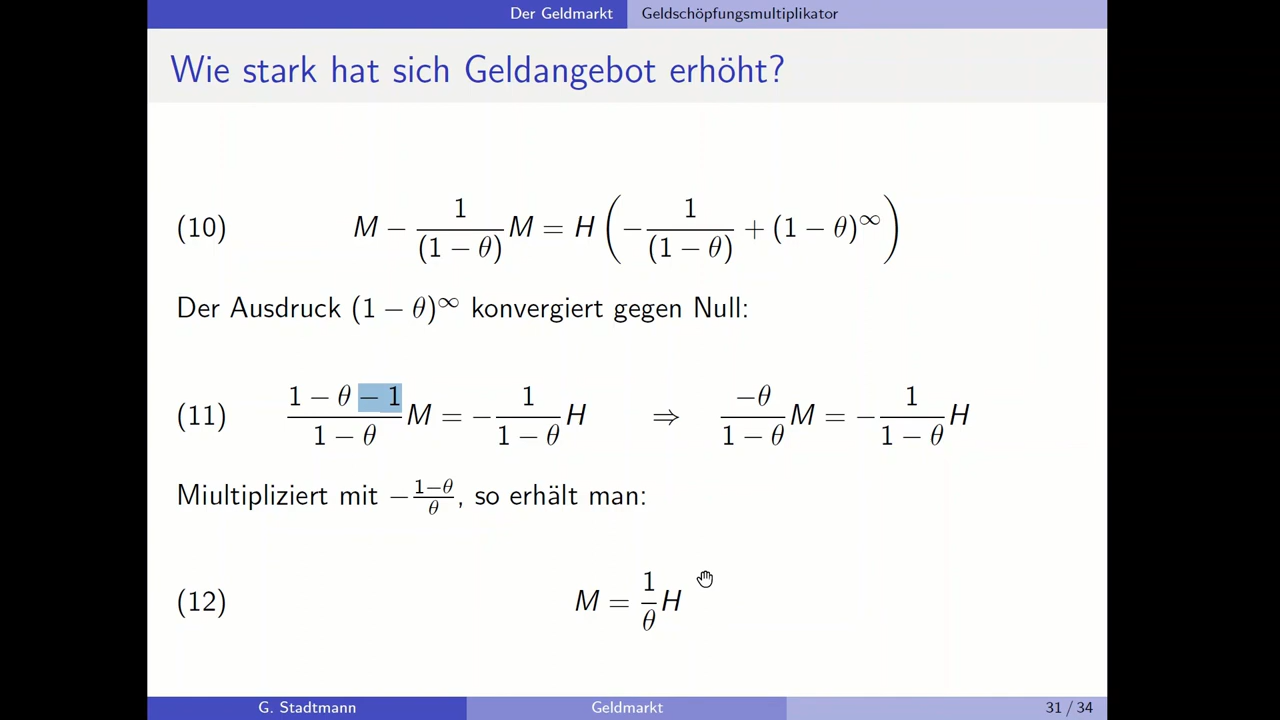 Der Geldmarkt Geldschöpfungsmultiplikator
Wie stark hat sich Geldangebot erhöht?
(10) M − 1/(1 − θ) M = H (− 1/(1 − θ) + (1 − θ)^∞)
Der Ausdruck (1 − θ)^∞ konvergiert gegen Null:
(11) (1 − θ − 1)/(1 − θ) M = − 1/(1 − θ) H ⇒ −θ/(1 − θ) M = − 1/(1 − θ) H
Miultipliziert mit − (1−θ)/θ, so erhält man:
(12) M = 1/θ H
G. Stadtmann Geldmarkt 31 / 34